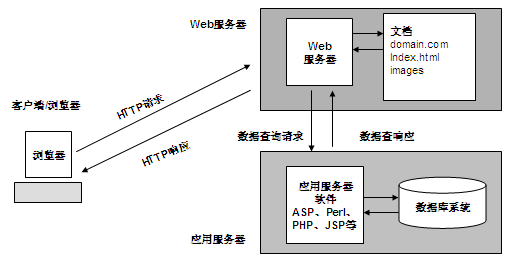 Web服务器
Web
服务器
文档
domain.com
Index.html
images
客户端/浏览器
HTTP请求
浏览器
HTTP响应
数据查询请求
数据查响应
应用服务器
软件
ASP、Perl、
PHP、JSP等
数据库系统
应用服务器